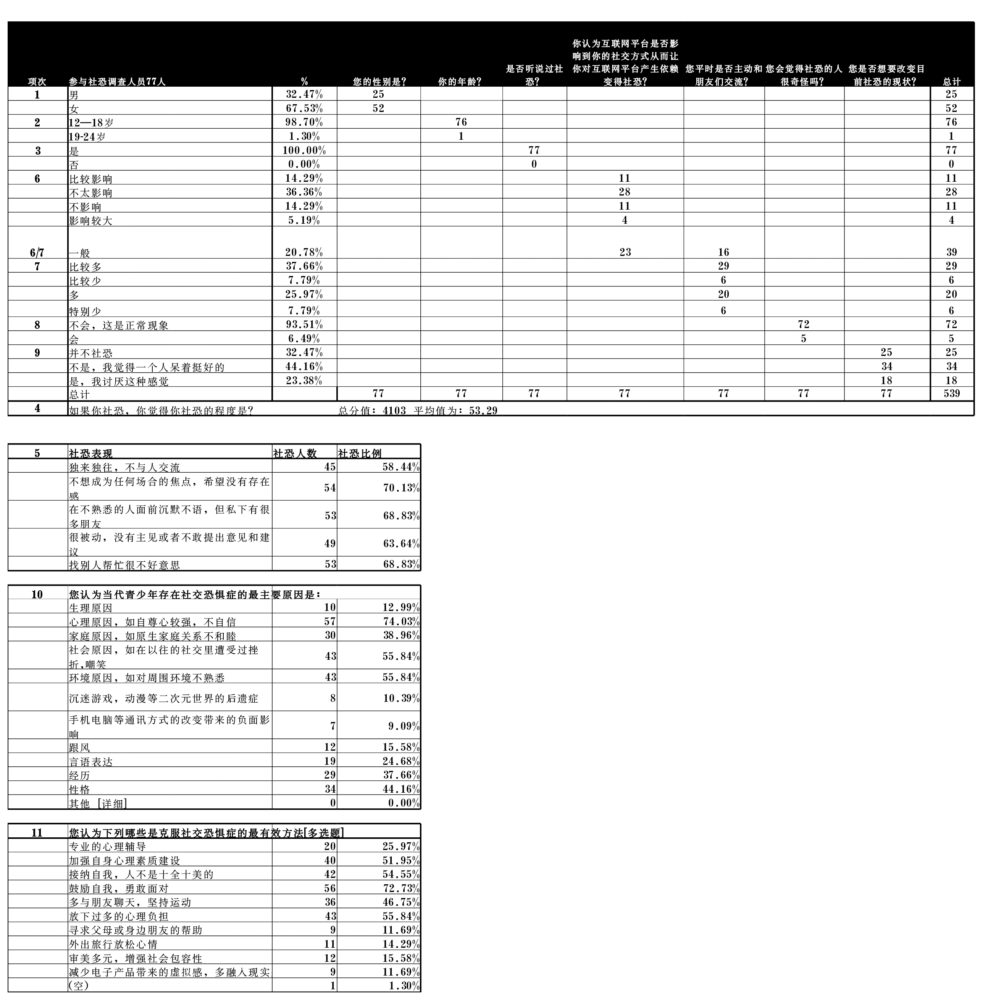 项次 参与社恐调查人员77人 % 您的性别是？ 你的年龄？ 是否听说过社恐？ 你认为互联网平台是否影响到你的社交方式从而让你对互联网平台产生依赖变得社恐？ 您平时是否主动和朋友们交流？ 您会觉得社恐的人很奇怪吗？ 您是否想要改变目前社恐的现状？ 总计
1 男 32.47% 25 25
女 67.53% 52 52
2 12—18岁 98.70% 76 76
19-24岁 1.30% 1 1
3 是 100.00% 77 77
否 0.00% 0 0
6 比较影响 14.29% 11 11
不太影响 36.36% 28 28
不影响 14.29% 11 11
影响较大 5.19% 4 4
6/7 一般 20.78% 23 16 39
7 比较多 37.66% 29 29
比较少 7.79% 6 6
多 25.97% 20 20
特别少 7.79% 6 6
8 不会，这是正常现象 93.51% 72 72
会 6.49% 5 5
9 并不社恐 32.47% 25 25
不是，我觉得一个人呆着挺好的 44.16% 34 34
是，我讨厌这种感觉 23.38% 18 18
总计 77 77 77 77 77 77 77 539
4 如果你社恐，你觉得你社恐的程度是？ 总分值：4103 平均值为：53.29
5 社恐表现 社恐人数 社恐比例
独来独往，不与人交流 45 58.44%
不想成为任何场合的焦点，希望没有存在感 54 70.13%
在不熟悉的人面前沉默不语，但私下有很多朋友 53 68.83%
很被动，没有主见或者不敢提出意见和建议 49 63.64%
找别人帮忙很不好意思 53 68.83%
10 您认为当代青少年存在社交恐惧症的最主要原因是：
生理原因 10 12.99%
心理原因，如自尊心较强，不自信 57 74.03%
家庭原因，如原生家庭关系不和睦 30 38.96%
社会原因，如在以往的社交里遭受过挫折,嘲笑 43 55.84%
环境原因，如对周围环境不熟悉 43 55.84%
沉迷游戏，动漫等二次元世界的后遗症 8 10.39%
手机电脑等通讯方式的改变带来的负面影响 7 9.09%
跟风 12 15.58%
言语表达 19 24.68%
经历 29 37.66%
性格 34 44.16%
其他 [详细] 0 0.00%
11 您认为下列哪些是克服社交恐惧症的最有效方法[多选题]
专业的心理辅导 20 25.97%
加强自身心理素质建设 40 51.95%
接纳自我，人不是十全十美的 42 54.55%
鼓励自我，勇敢面对 56 72.73%
多与朋友聊天，坚持运动 36 46.75%
放下过多的心理负担 43 55.84%
寻求父母或身边朋友的帮助 9 11.69%
外出旅行放松心情 11 14.29%
审美多元，增强社会包容性 12 15.58%
减少电子产品带来的虚拟感，多融入现实 9 11.69%
(空) 1 1.30%